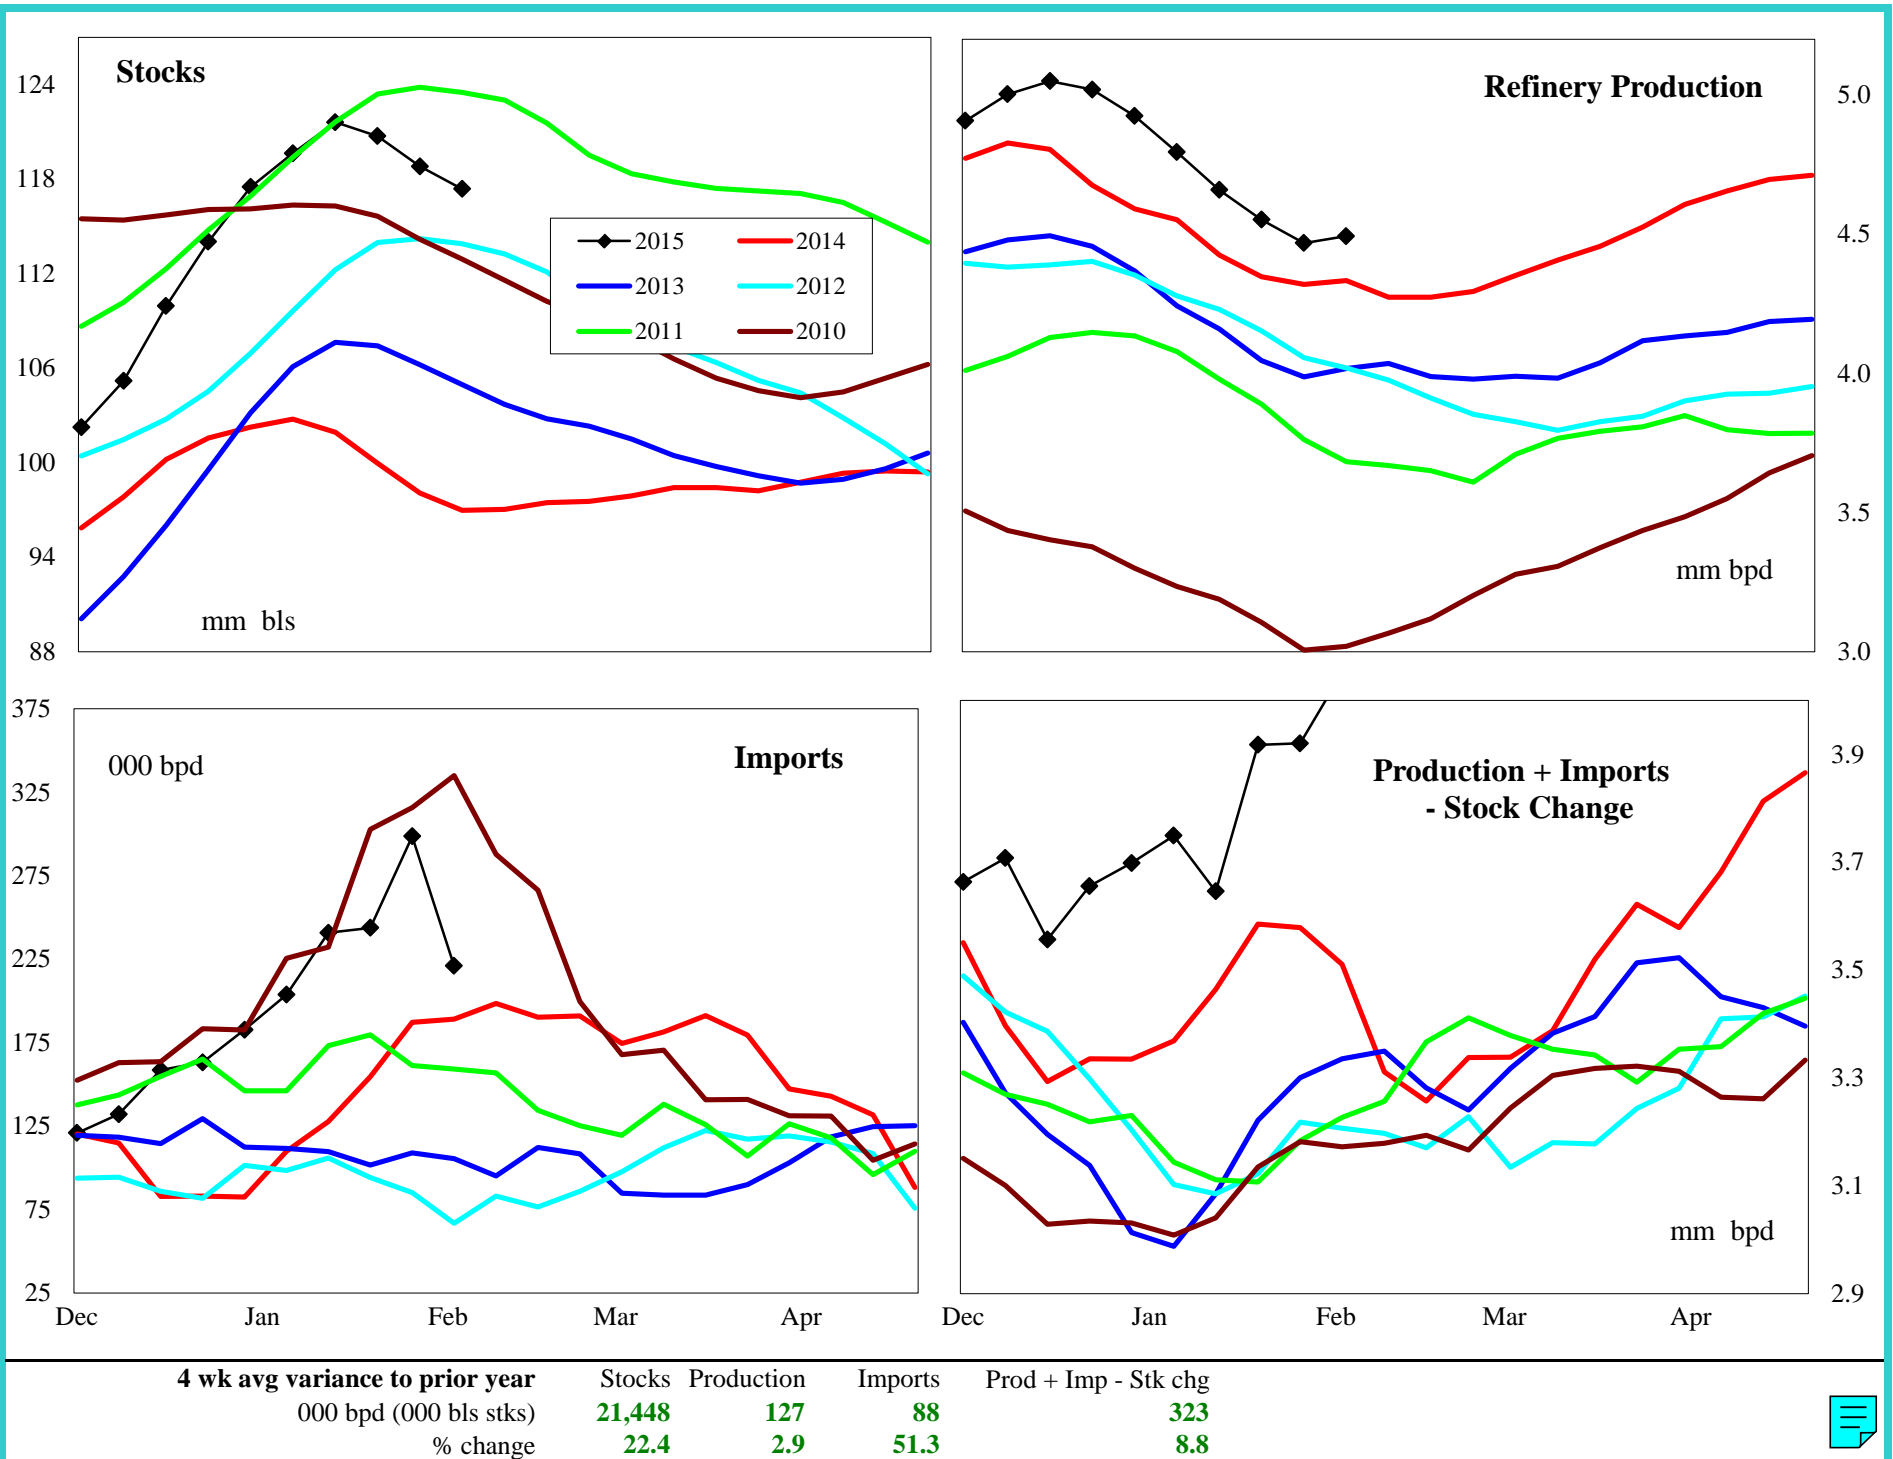 Stocks
124
118
112
106
100
94
88
mm bls
2015 2014
2013 2012
2011 2010
Refinery Production
5.0
4.5
4.0
3.5
3.0
mm bpd
375
325
275
225
175
125
75
25
000 bpd
Imports
Dec Jan Feb Mar Apr
Production + Imports
- Stock Change
3.9
3.7
3.5
3.3
3.1
2.9
mm bpd
Dec Jan Feb Mar Apr
4 wk avg variance to prior year Stocks Production Imports Prod + Imp - Stk chg
000 bpd (000 bls stks) 21,448 127 88 323
% change 22.4 2.9 51.3 8.8